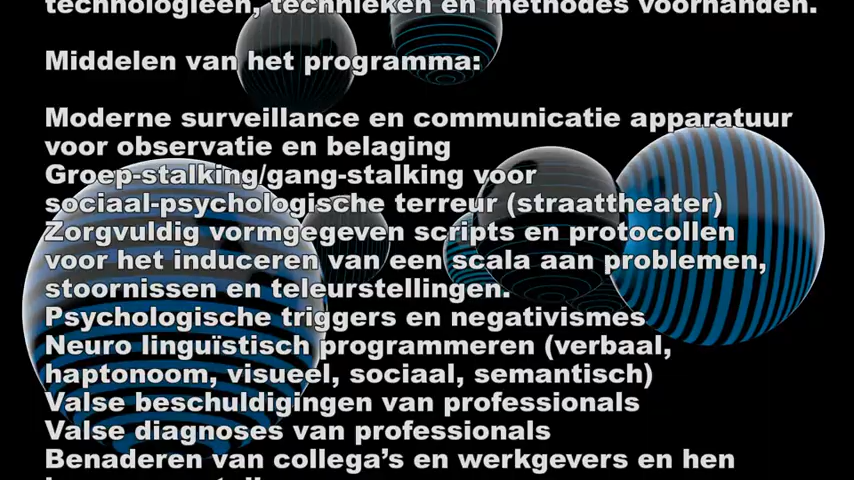 technologieën, technieken en methodes voorhanden.
Middelen van het programma:
Moderne surveillance en communicatie apparatuur
voor observatie en belaging
Groep-stalking/gang-stalking voor
sociaal-psychologische terreur (straattheater)
Zorgvuldig vormgegeven scripts en protocollen
voor het induceren van een scala aan problemen,
stoornissen en teleurstellingen.
Psychologische triggers en negativismes
Neuro linguïstisch programmeren (verbaal,
haptonoom, visueel, sociaal, semantisch)
Valse beschuldigingen van professionals
Valse diagnoses van professionals
Benaderen van collega’s en werkgevers en hen